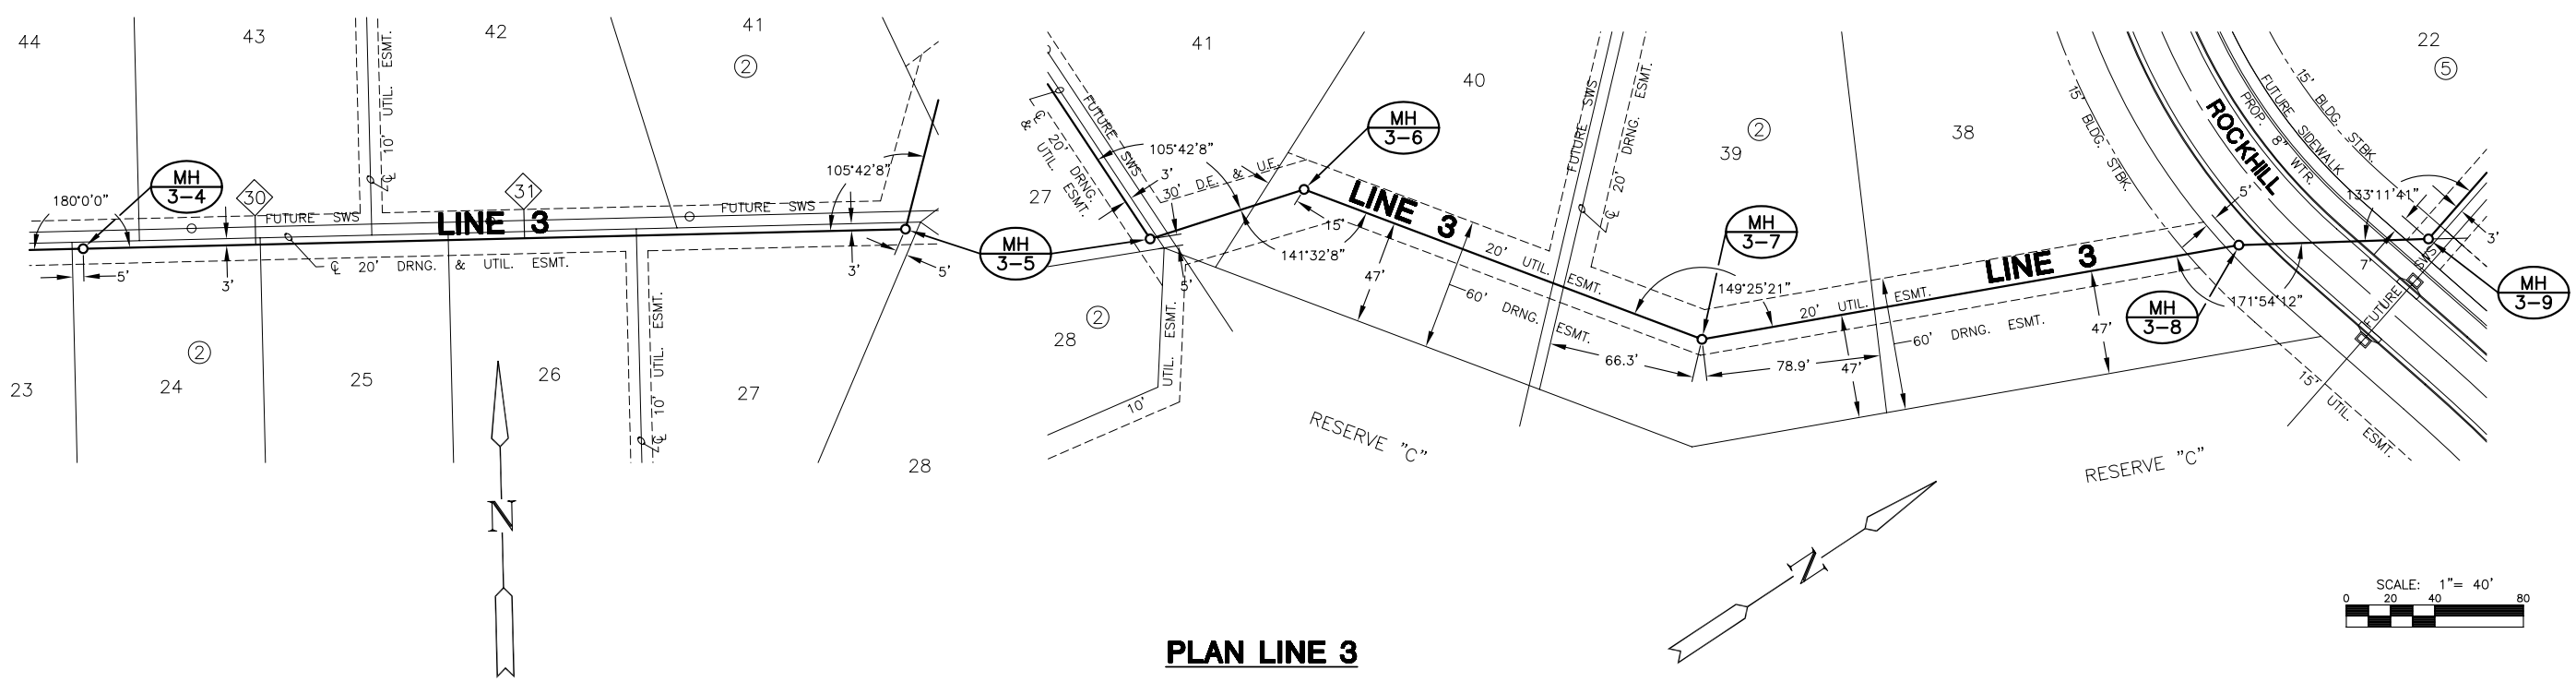 44
43
42
41
2
10' UTIL. ESMT.
℄
180°0'0"
MH
3-4
30
31
FUTURE SWS
LINE 3
FUTURE SWS
105°42'8"
℄ 20' DRNG. & UTIL. ESMT.
5'
3'
3'
5'
MH
3-5
2
23
24
25
26
27
28
10' UTIL. ESMT.
℄
N
41
40
39
2
38
22
5
FUTURE SWS
℄ 20' DRNG. & UTIL. ESMT.
27
105°42'8"
3'
30'
D.E. & U.E.
MH
3-6
LINE 3
15'
141°32'8"
47'
60' DRNG. ESMT.
20' UTIL. ESMT.
5'
28
2
10' UTIL. ESMT.
FUTURE SWS
20' DRNG. ESMT.
℄
MH
3-7
149°25'21"
66.3'
78.9'
47'
20' UTIL. ESMT.
60' DRNG. ESMT.
LINE 3
47'
15' BLDG. STBK.
ROCKHILL
PROP. 8" WTR.
FUTURE SIDEWALK
15' BLDG. STBK.
5'
133°11'41"
3'
7'
171°54'12"
FUTURE SWS
MH
3-8
MH
3-9
15' UTIL. ESMT.
RESERVE "C"
RESERVE "C"
N
SCALE: 1"= 40'
0 20 40 80
PLAN LINE 3